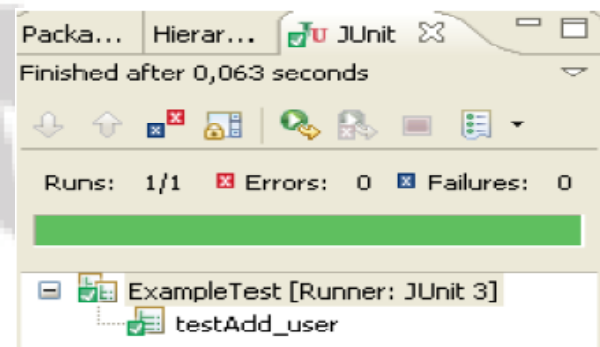 Packa... Hierar... JU JUnit
Finished after 0,063 seconds
Runs: 1/1 Errors: 0 Failures: 0
ExampleTest [Runner: JUnit 3]
testAdd_user